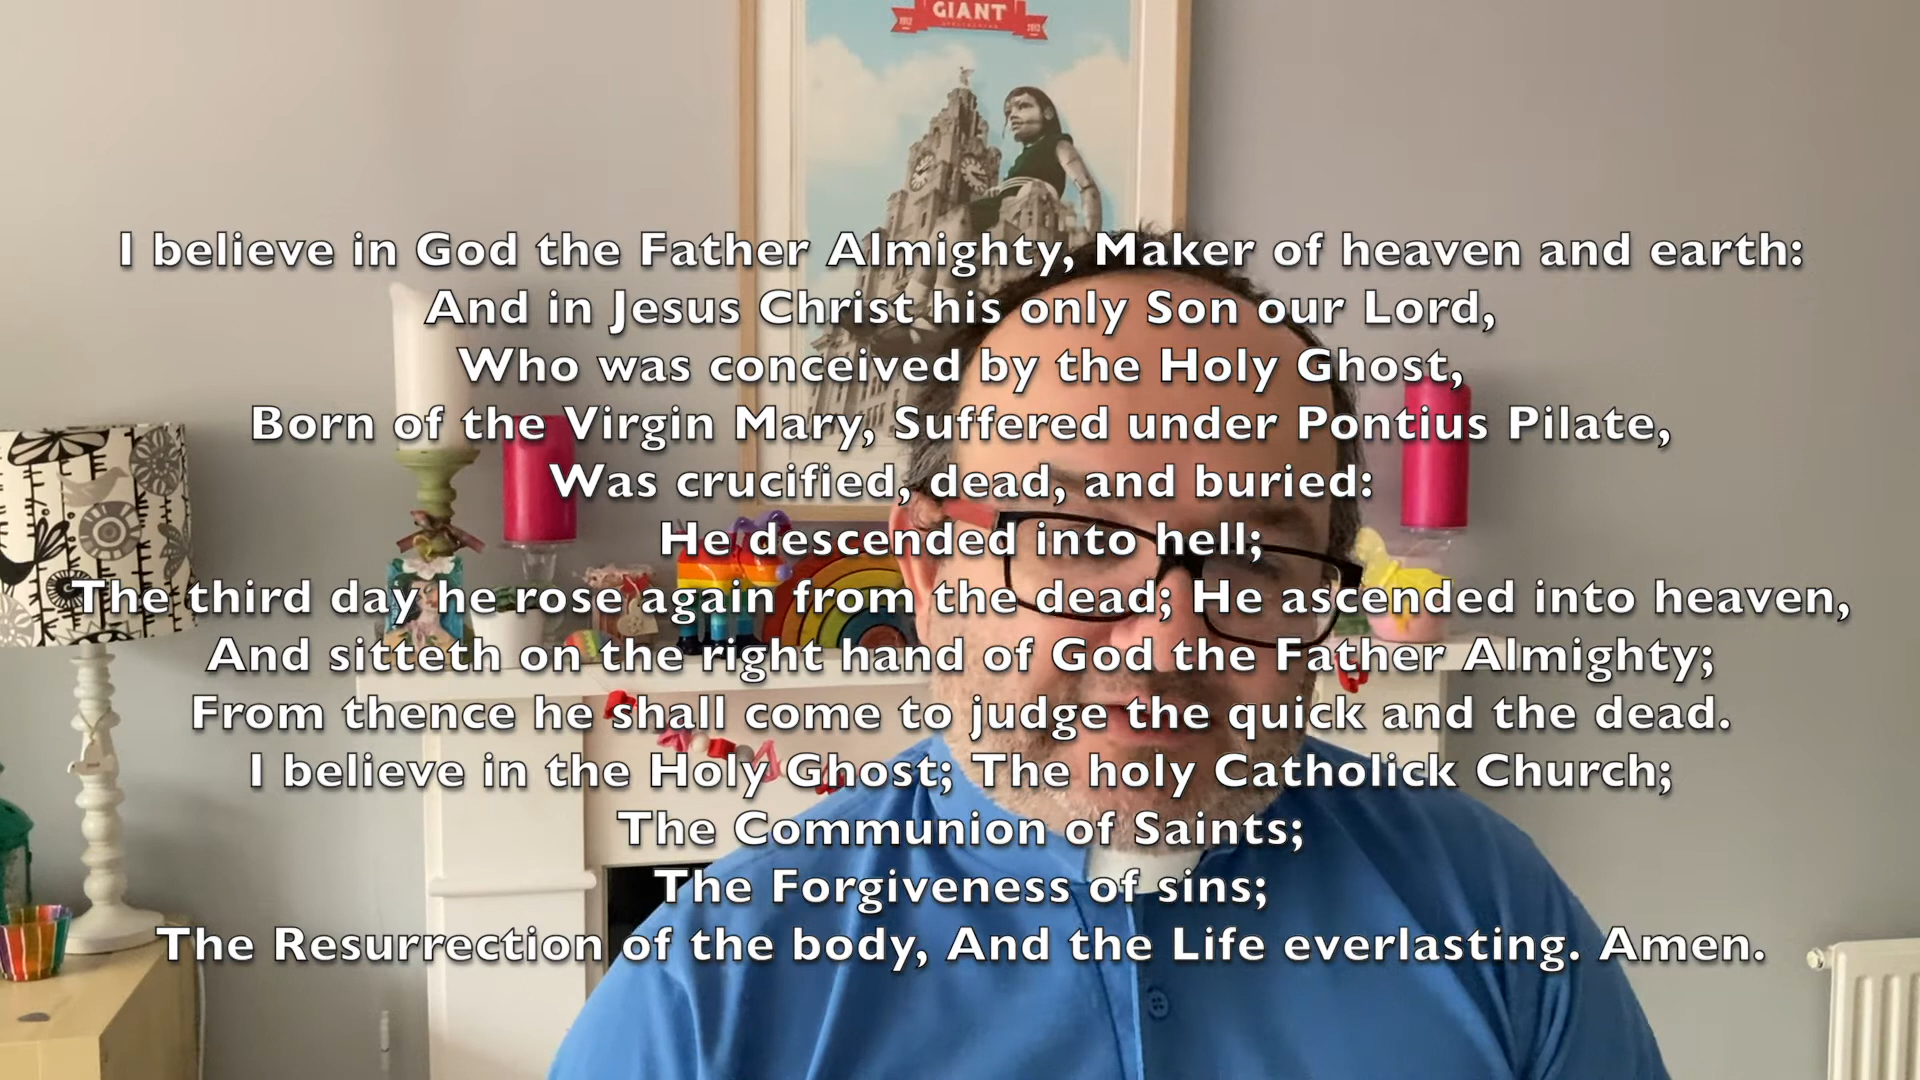 GIANT
1912
2012
I believe in God the Father Almighty, Maker of heaven and earth:
And in Jesus Christ his only Son our Lord,
Who was conceived by the Holy Ghost,
Born of the Virgin Mary, Suffered under Pontius Pilate,
Was crucified, dead, and buried:
He descended into hell;
The third day he rose again from the dead; He ascended into heaven,
And sitteth on the right hand of God the Father Almighty;
From thence he shall come to judge the quick and the dead.
I believe in the Holy Ghost; The holy Catholick Church;
The Communion of Saints;
The Forgiveness of sins;
The Resurrection of the body, And the Life everlasting. Amen.